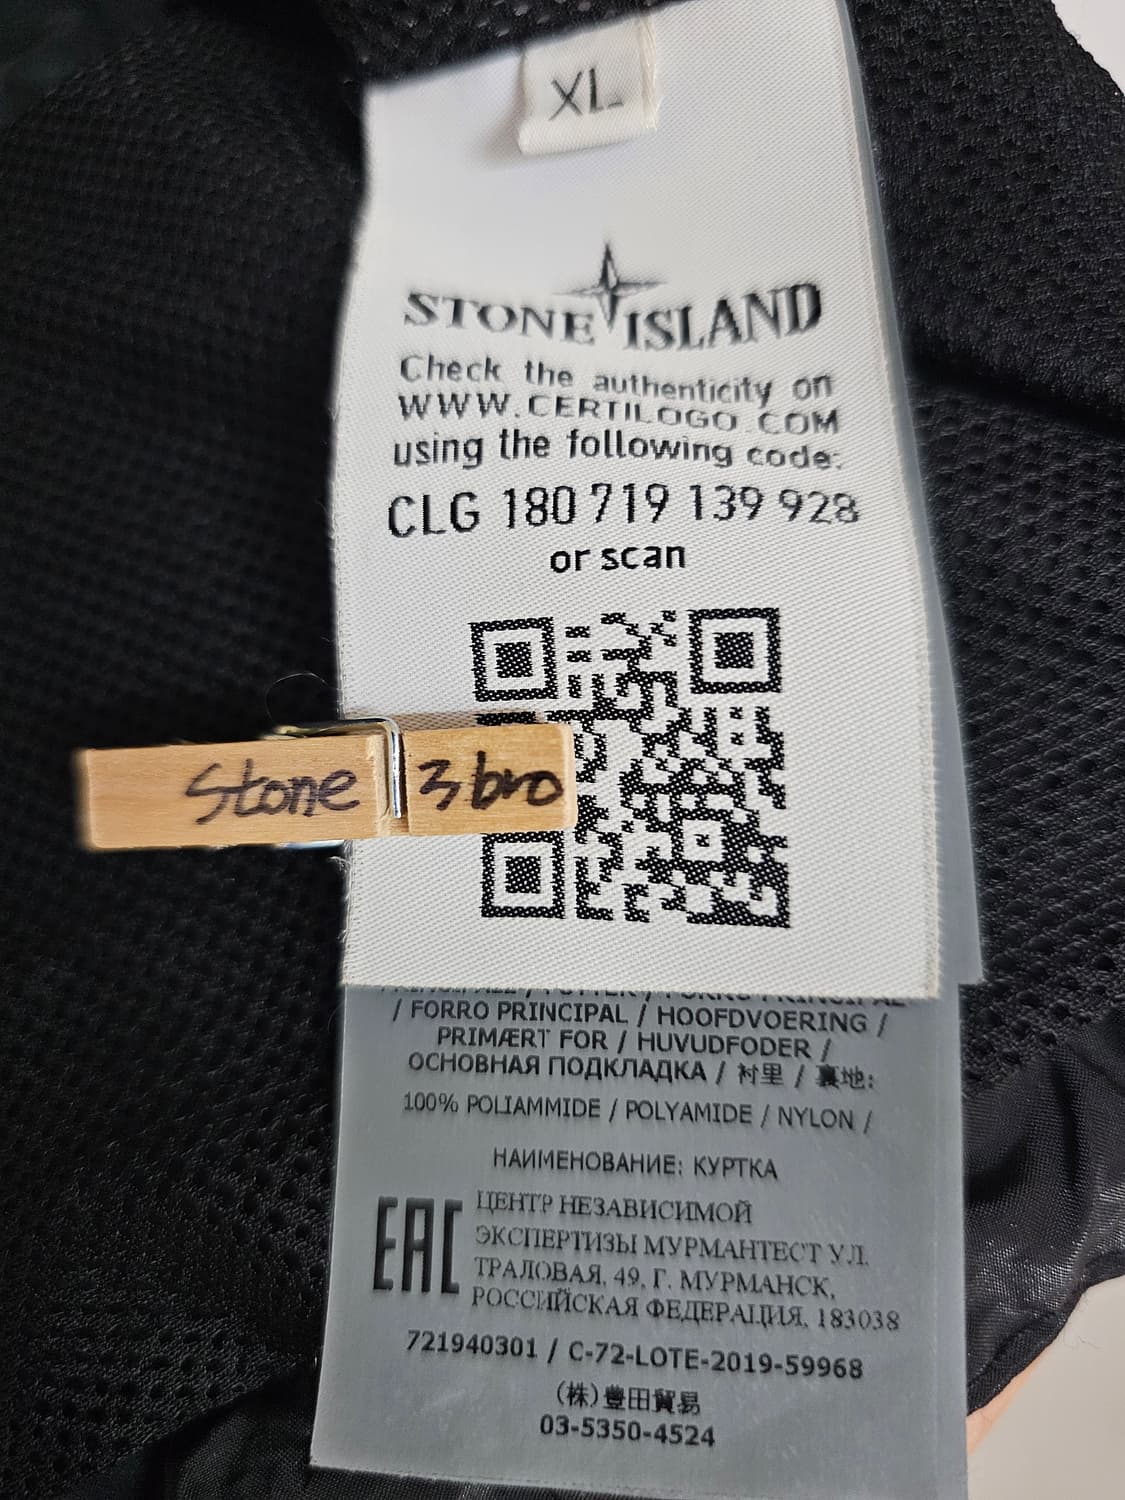 XL
STONE ISLAND
Check the authenticity on
WWW.CERTILOGO.COM
using the following code:
CLG 180 719 139 928
or scan
Stone 3bro
/ FORRO PRINCIPAL / HOOFDVOERING /
PRIMÆRT FOR / HUVUDFODER /
ОСНОВНАЯ ПОДКЛАДКА / 衬里 / 裏地:
100% POLIAMMIDE / POLYAMIDE / NYLON /
НАИМЕНОВАНИЕ: КУРТКА
EAC
ЦЕНТР НЕЗАВИСИМОЙ
ЭКСПЕРТИЗЫ МУРМАНТЕСТ УЛ.
ТРАЛОВАЯ, 49, Г. МУРМАНСК,
РОССИЙСКАЯ ФЕДЕРАЦИЯ, 183038
721940301 / C-72-LOTE-2019-59968
(株)豊田貿易
03-5350-4524